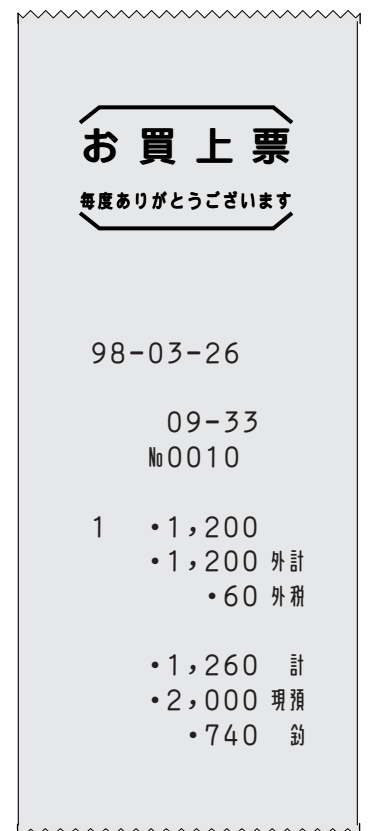 お買上票
毎度ありがとうございます
98-03-26
09-33
№0010
1 •1,200
•1,200 外計
•60 外税
•1,260 計
•2,000 現預
•740 釣